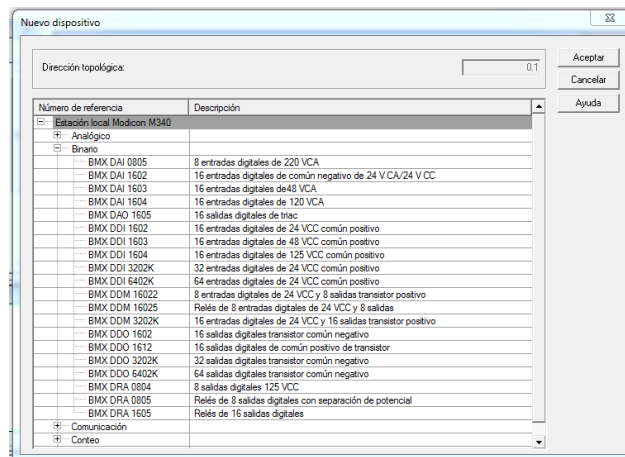 Nuevo dispositivo
Dirección topológica: 0.1
Aceptar
Cancelar
Ayuda
Número de referencia Descripción
Estación local Modicon M340
Analógico
Binario
BMX DAI 0805 8 entradas digitales de 220 VCA
BMX DAI 1602 16 entradas digitales de común negativo de 24 V CA/24 V CC
BMX DAI 1603 16 entradas digitales de48 VCA
BMX DAI 1604 16 entradas digitales de 120 VCA
BMX DAO 1605 16 salidas digitales de triac
BMX DDI 1602 16 entradas digitales de 24 VCC común positivo
BMX DDI 1603 16 entradas digitales de 48 VCC común positivo
BMX DDI 1604 16 entradas digitales de 125 VCC común positivo
BMX DDI 3202K 32 entradas digitales de 24 VCC común positivo
BMX DDI 6402K 64 entradas digitales de 24 VCC común positivo
BMX DDM 16022 8 entradas digitales de 24 VCC y 8 salidas transistor positivo
BMX DDM 16025 Relés de 8 entradas digitales de 24 VCC y 8 salidas
BMX DDM 3202K 16 entradas digitales de 24 VCC y 16 salidas transistor positivo
BMX DDO 1602 16 salidas digitales transistor común negativo
BMX DDO 1612 16 salidas digitales de común positivo de transistor
BMX DDO 3202K 32 salidas digitales transistor común negativo
BMX DDO 6402K 64 salidas digitales transistor común negativo
BMX DRA 0804 8 salidas digitales 125 VCC
BMX DRA 0805 Relés de 8 salidas digitales con separación de potencial
BMX DRA 1605 Relés de 16 salidas digitales
Comunicación
Conteo